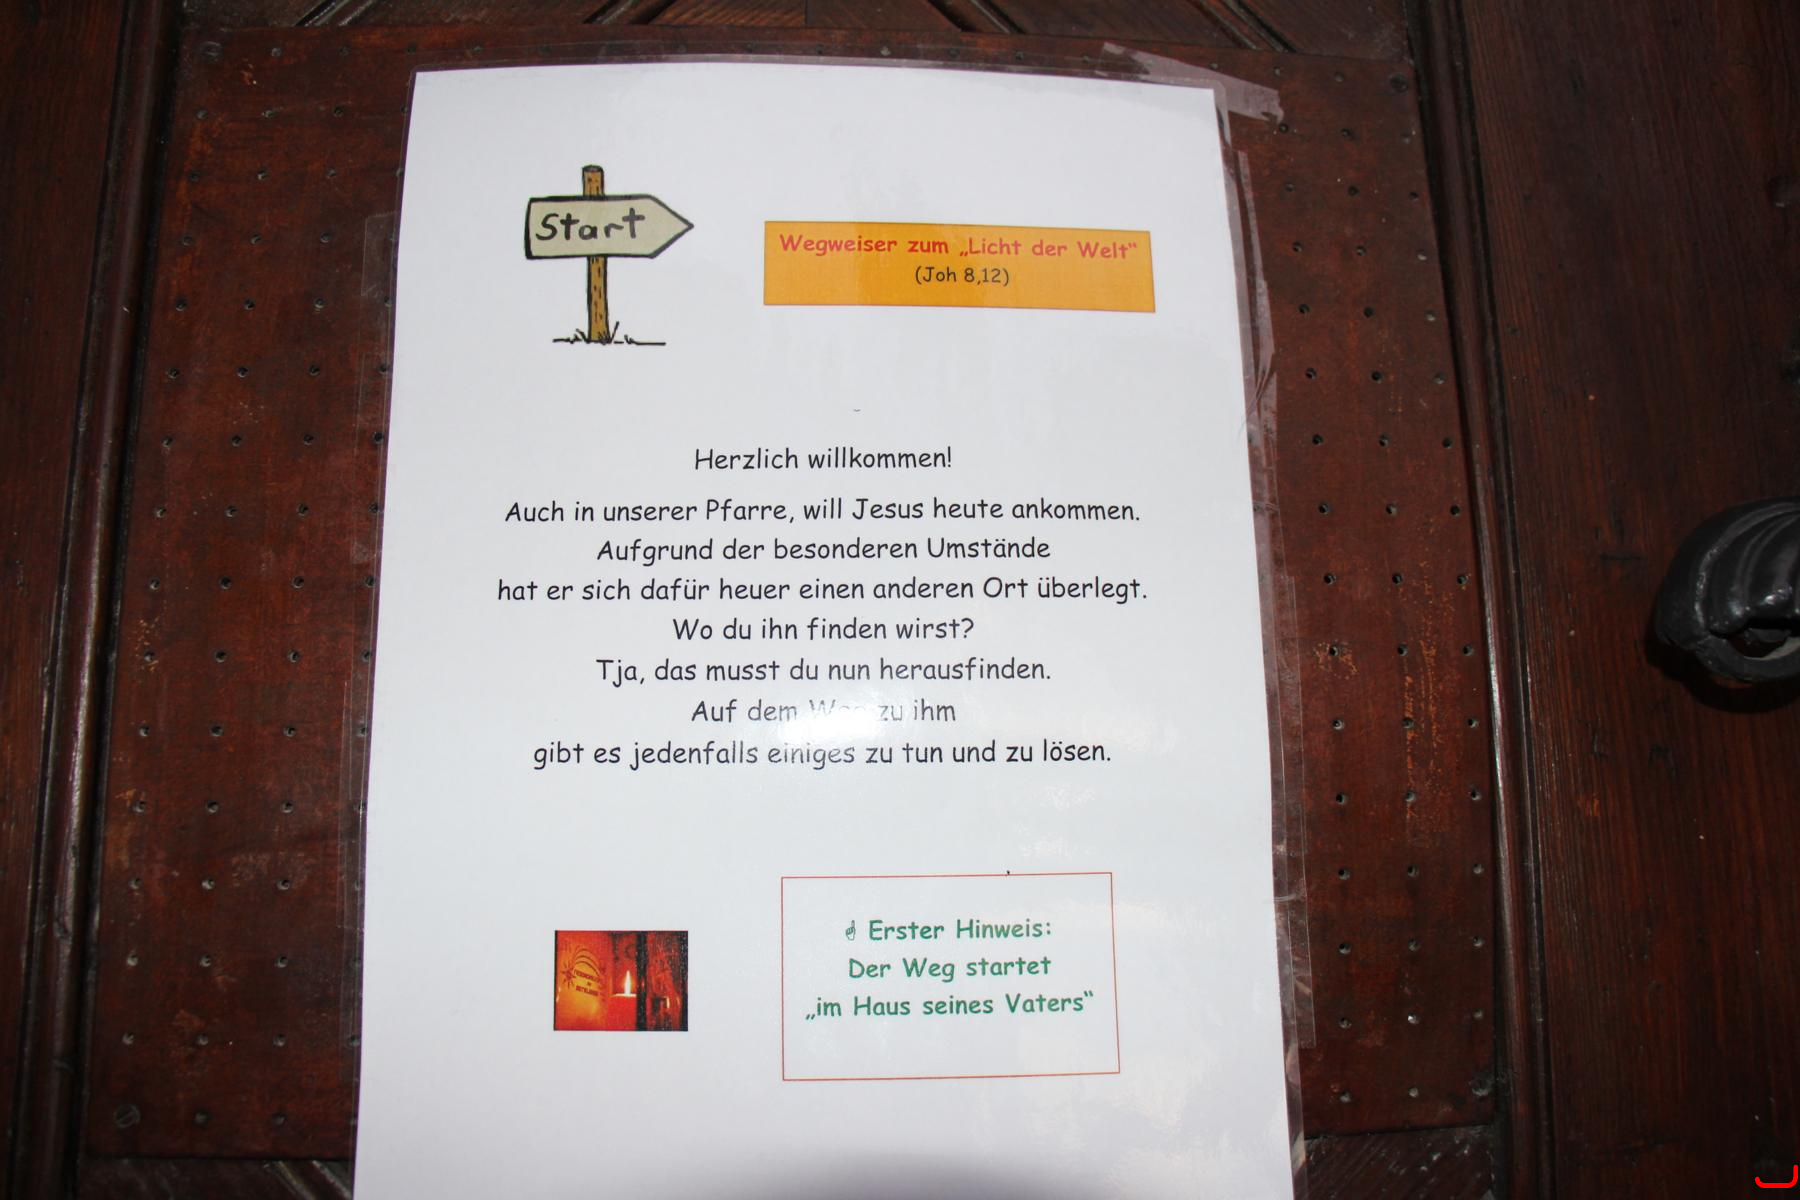 Start
Wegweiser zum „Licht der Welt“
(Joh 8,12)
Herzlich willkommen!
Auch in unserer Pfarre, will Jesus heute ankommen.
Aufgrund der besonderen Umstände
hat er sich dafür heuer einen anderen Ort überlegt.
Wo du ihn finden wirst?
Tja, das musst du nun herausfinden.
Auf dem Weg zu ihm
gibt es jedenfalls einiges zu tun und zu lösen.
Erster Hinweis:
Der Weg startet
„im Haus seines Vaters“